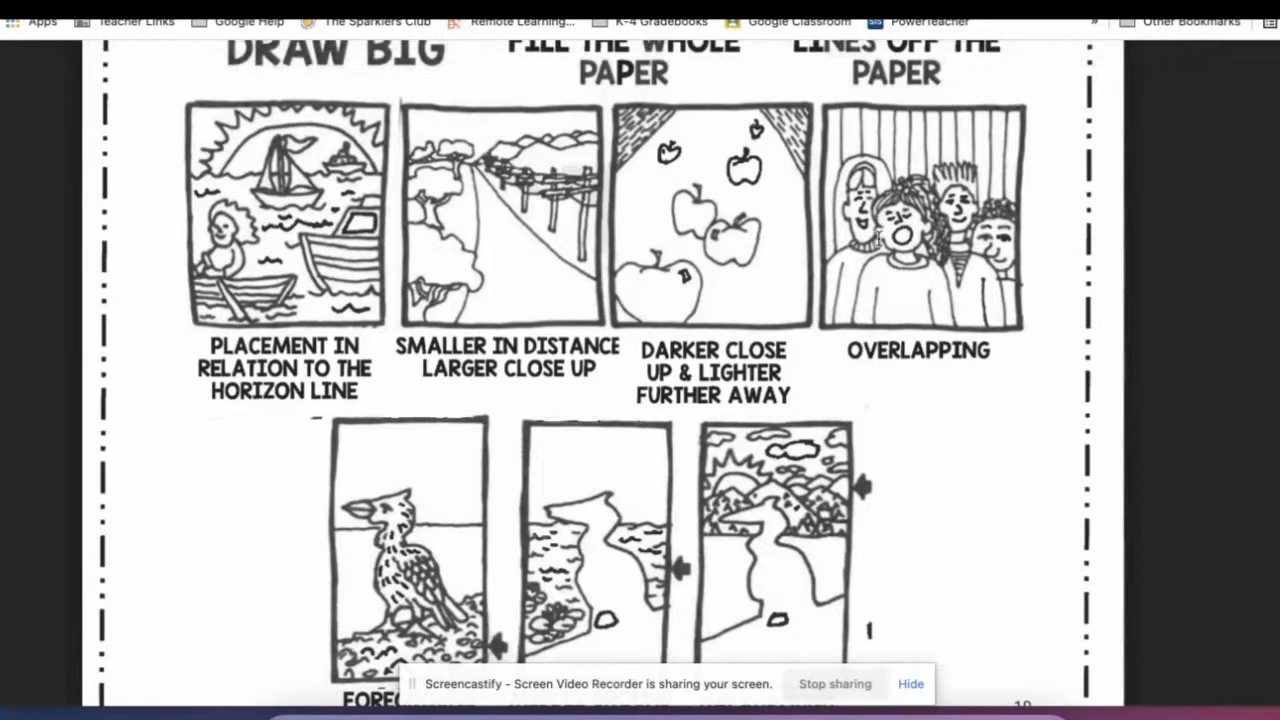 Apps Teacher Links Google Help The Sparklers Club Remote Learning... K-4 Gradebooks Google Classroom SIS PowerTeacher » Other Bookmarks
DRAW BIG
FILL THE WHOLE
PAPER
LINES OFF THE
PAPER
PLACEMENT IN
RELATION TO THE
HORIZON LINE
SMALLER IN DISTANCE
LARGER CLOSE UP
DARKER CLOSE
UP & LIGHTER
FURTHER AWAY
OVERLAPPING
Screencastify - Screen Video Recorder is sharing your screen. Stop sharing Hide